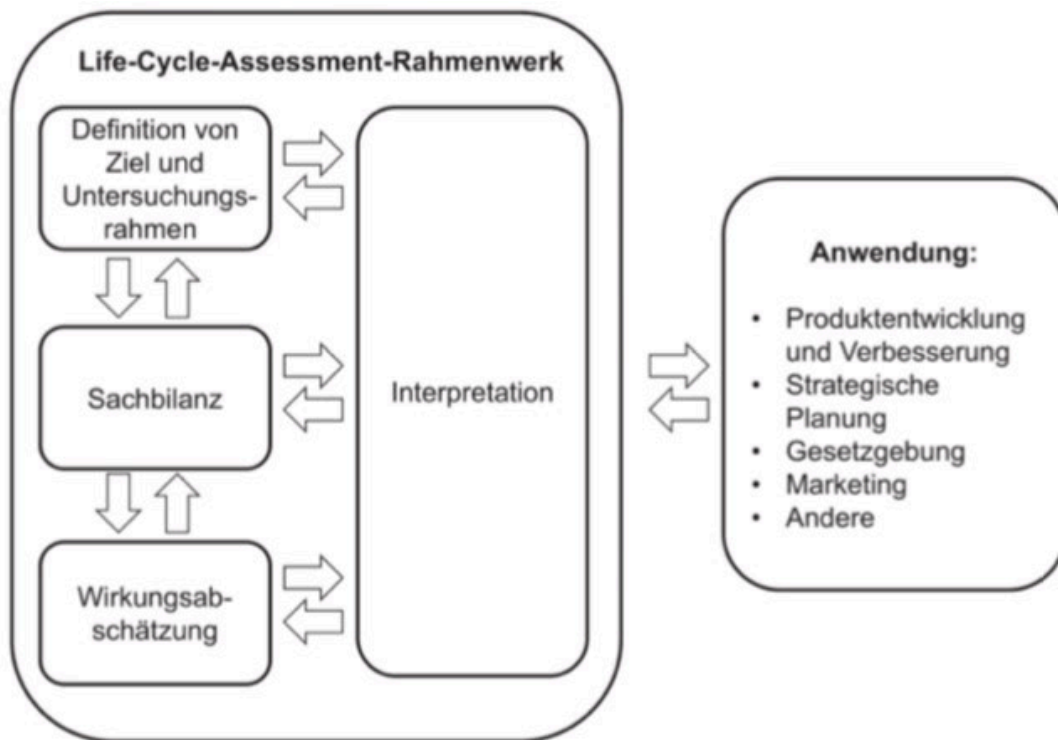 Life-Cycle-Assessment-Rahmenwerk
Definition von
Ziel und
Untersuchungs-
rahmen
Sachbilanz
Wirkungsab-
schätzung
Interpretation
Anwendung:
• Produktentwicklung
und Verbesserung
• Strategische
Planung
• Gesetzgebung
• Marketing
• Andere